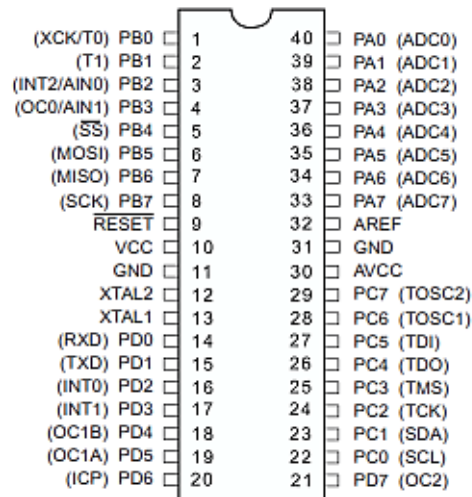 (XCK/T0) PB0 1 40 PA0 (ADC0)
(T1) PB1 2 39 PA1 (ADC1)
(INT2/AIN0) PB2 3 38 PA2 (ADC2)
(OC0/AIN1) PB3 4 37 PA3 (ADC3)
(SS) PB4 5 36 PA4 (ADC4)
(MOSI) PB5 6 35 PA5 (ADC5)
(MISO) PB6 7 34 PA6 (ADC6)
(SCK) PB7 8 33 PA7 (ADC7)
RESET 9 32 AREF
VCC 10 31 GND
GND 11 30 AVCC
XTAL2 12 29 PC7 (TOSC2)
XTAL1 13 28 PC6 (TOSC1)
(RXD) PD0 14 27 PC5 (TDI)
(TXD) PD1 15 26 PC4 (TDO)
(INT0) PD2 16 25 PC3 (TMS)
(INT1) PD3 17 24 PC2 (TCK)
(OC1B) PD4 18 23 PC1 (SDA)
(OC1A) PD5 19 22 PC0 (SCL)
(ICP) PD6 20 21 PD7 (OC2)